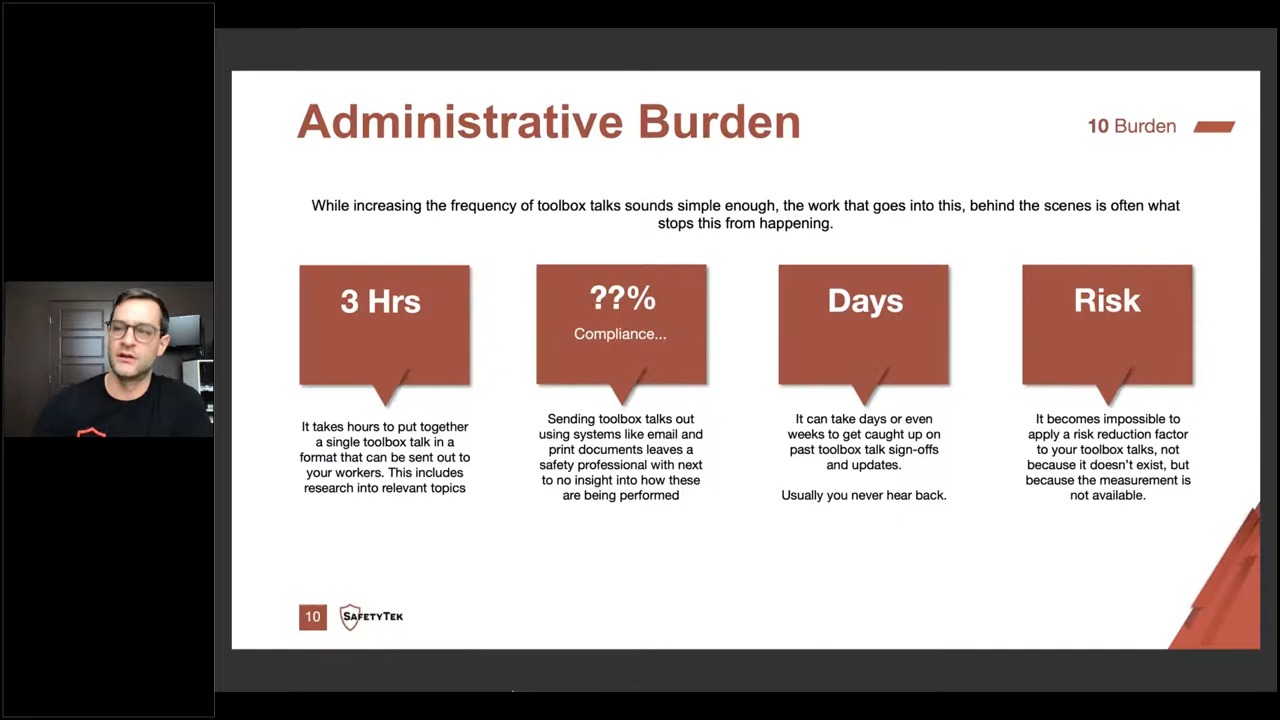 Administrative Burden
10 Burden
While increasing the frequency of toolbox talks sounds simple enough, the work that goes into this, behind the scenes is often what
stops this from happening.
3 Hrs
It takes hours to put together
a single toolbox talk in a
format that can be sent out to
your workers. This includes
research into relevant topics
??%
Compliance...
Sending toolbox talks out
using systems like email and
print documents leaves a
safety professional with next
to no insight into how these
are being performed
Days
It can take days or even
weeks to get caught up on
past toolbox talk sign-offs
and updates.
Usually you never hear back.
Risk
It becomes impossible to
apply a risk reduction factor
to your toolbox talks, not
because it doesn’t exist, but
because the measurement is
not available.
10
SAFETYTEK